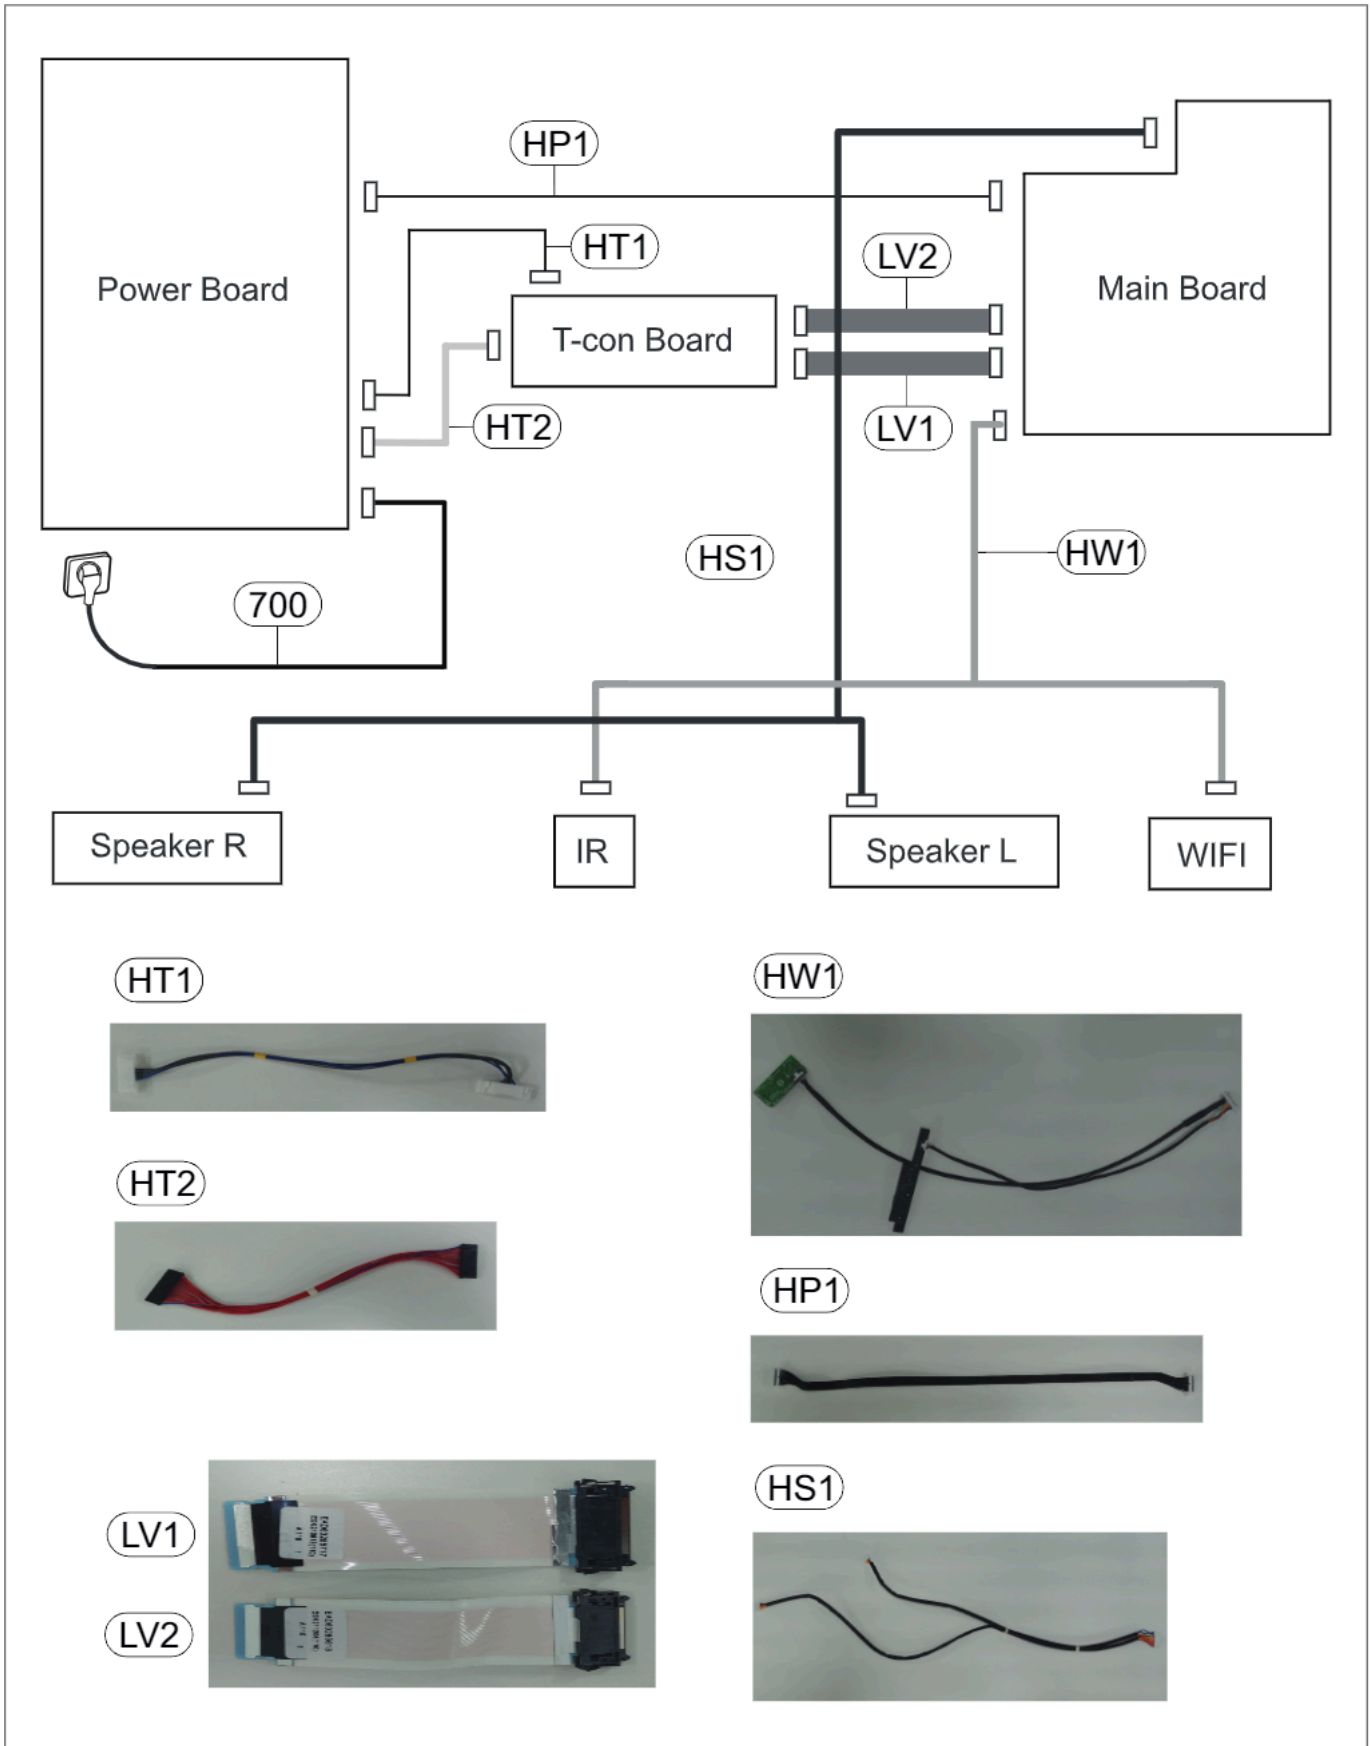 HP1
HT1
LV2
Power Board
Main Board
T-con Board
HT2
LV1
HS1
HW1
700
Speaker R
IR
Speaker L
WIFI
HT1
HW1
HT2
HP1
HS1
LV1
LV2